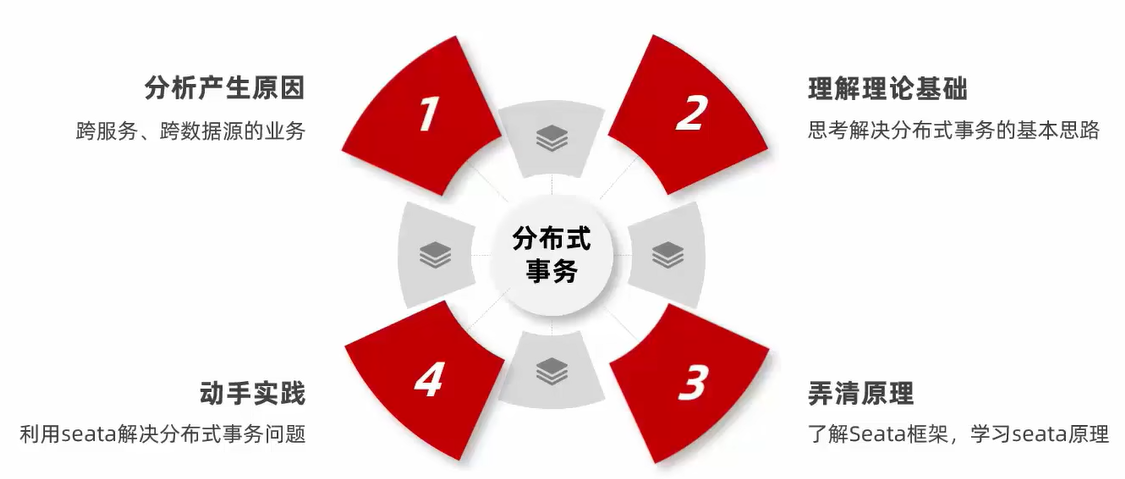 分析产生原因
跨服务、跨数据源的业务
1
2
理解理论基础
思考解决分布式事务的基本思路
分布式
事务
动手实践
利用seata解决分布式事务问题
4
3
弄清原理
了解Seata框架，学习seata原理